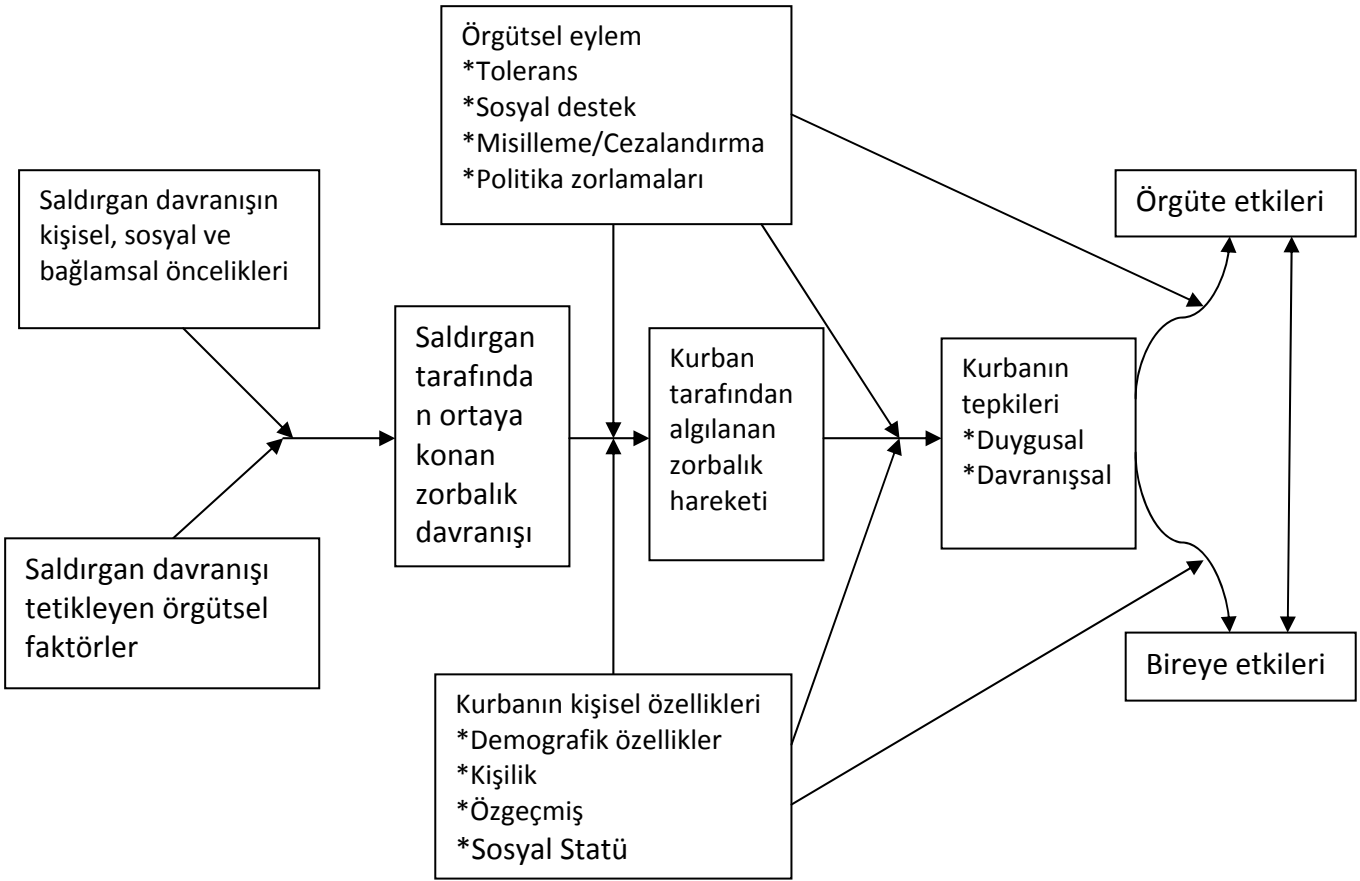 Örgütsel eylem
*Tolerans
*Sosyal destek
*Misilleme/Cezalandırma
*Politika zorlamaları
Saldırgan davranışın
kişisel, sosyal ve
bağlamsal öncelikleri
Örgüte etkileri
Saldırgan
tarafında
n ortaya
konan
zorbalık
davranışı
Kurban
tarafından
algılanan
zorbalık
hareketi
Kurbanın
tepkileri
*Duygusal
*Davranışsal
Saldırgan davranışı
tetikleyen örgütsel
faktörler
Bireye etkileri
Kurbanın kişisel özellikleri
*Demografik özellikler
*Kişilik
*Özgeçmiş
*Sosyal Statü